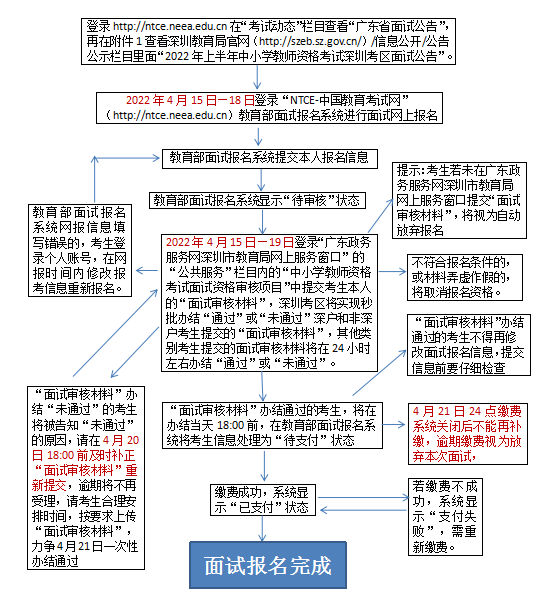 登录 http://ntce.neea.edu.cn 在“考试动态”栏目查看“广东省面试公告”，
再在附件 1 查看深圳教育局官网（http://szeb.sz.gov.cn/）/信息公开/公告
公示栏目里面“2022 年上半年中小学教师资格考试深圳考区面试公告”。
2022 年 4 月 15日—18日登录“NTCE-中国教育考试网”
（http://ntce.neea.edu.cn）教育部面试报名系统进行面试网上报名
教育部面试报名系统提交本人报名信息
教育部面试报名系统显示“待审核”状态
提示：考生若未在广东政
务服务网深圳市教育局
网上服务窗口提交“面试
审核材料”，将视为自动
放弃报名
教育部面试报名
系统网报信息填
写错误的，考生登
录个人账号，在网
报时间内修改报
考信息重新报名。
2022年 4 月 15日—19日登录“广东政务
服务网深圳市教育局网上服务窗口”的
“公共服务”栏目内的“中小学教师资格
考试面试资格审核项目”中提交考生本人
的“面试审核材料”，深圳考区将实现秒
批办结“通过”或“未通过”深户和非深
户考生提交的“面试审核材料”，其他类
别考生提交的面试审核材料将在 24 小时
左右办结“通过”或“未通过”。
不符合报名条件的，
或材料弄虚作假的，
将取消报名资格。
“面试审核材料”办结
通过的考生不得再修
改面试报名信息，提交
信息前要仔细检查
“面试审核材料”办
结“未通过”的考生
将被告知“未通过”
的原因，请在 4 月 20
日 18:00 前及时补正
“面试审核材料”重
新提交，逾期将不再
受理，请考生合理安
排时间，按要求上传
“面试审核材料”，
力争 4 月 21日一次性
办结通过
“面试审核材料”办结通过的考生，将在
办结当天 18:00 前，在教育部面试报名系
统将考生信息处理为“待支付”状态
4 月 21 日 24 点缴费
系统关闭后不能再补
缴，逾期缴费视为放
弃本次面试，
缴费成功，系统显
示“已支付”状态
若缴费不成
功，系统显
示“支付失
败”，需重
新缴费。
面试报名完成